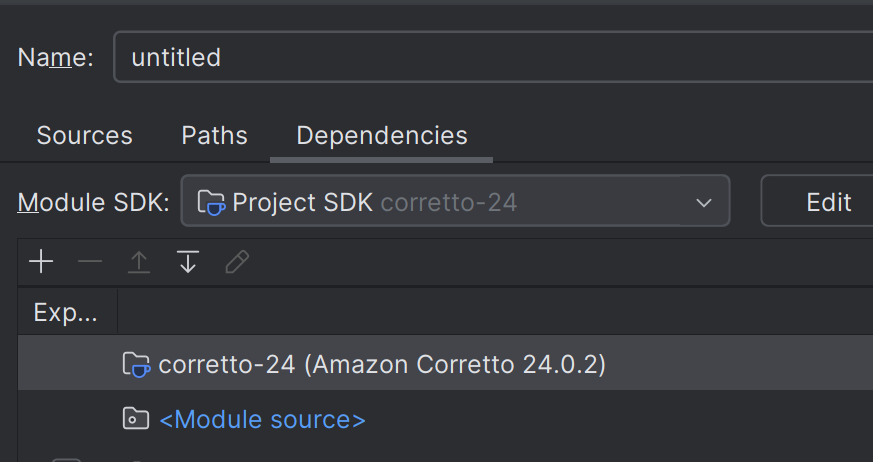 Name: untitled
Sources Paths Dependencies
Module SDK: Project SDK corretto-24 Edit
Exp...
corretto-24 (Amazon Corretto 24.0.2)
<Module source>